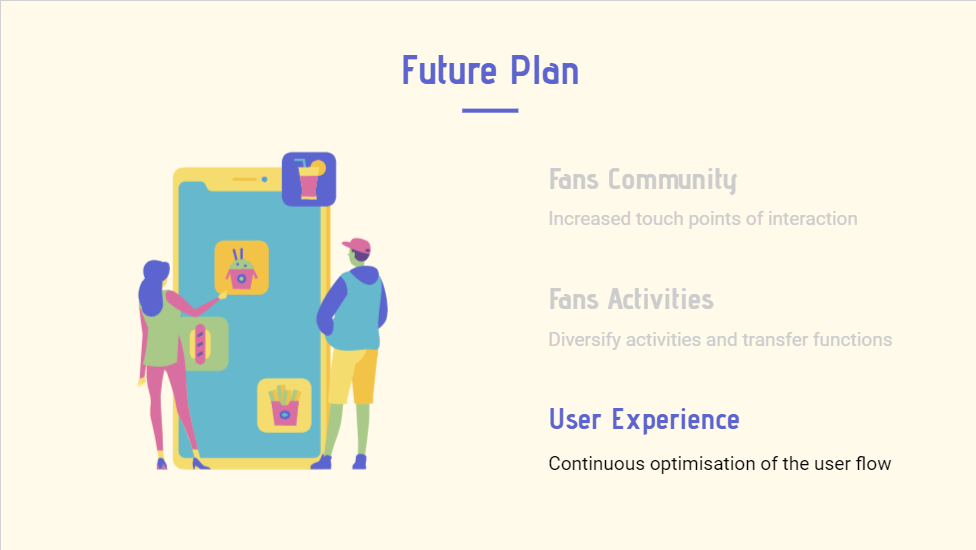 Future Plan
Fans Community
Increased touch points of interaction
Fans Activities
Diversify activities and transfer functions
User Experience
Continuous optimisation of the user flow